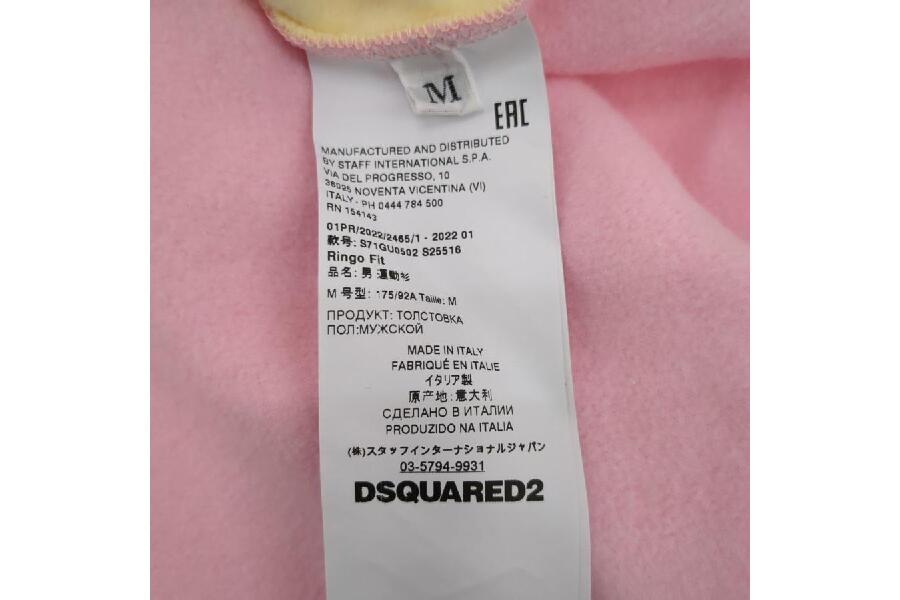 M
EAC
MANUFACTURED AND DISTRIBUTED
BY STAFF INTERNATIONAL S.P.A.
VIA DEL PROGRESSO, 10
36025 NOVENTA VICENTINA (VI)
ITALY - PH 0444 784 500
RN 154143
01PR/2022/2465/1 - 2022 01
款号: S71GU0502 S25516
Ringo Fit
品名: 男 運動衫
M 号型: 175/92A Taille: M
ПРОДУКТ: ТОЛСТОВКА
ПОЛ:МУЖСКОЙ
MADE IN ITALY
FABRIQUÉ EN ITALIE
イタリア製
原产地: 意大利
СДЕЛАНО В ИТАЛИИ
PRODUZIDO NA ITALIA
(株)スタッフインターナショナルジャパン
03-5794-9931
DSQUARED2